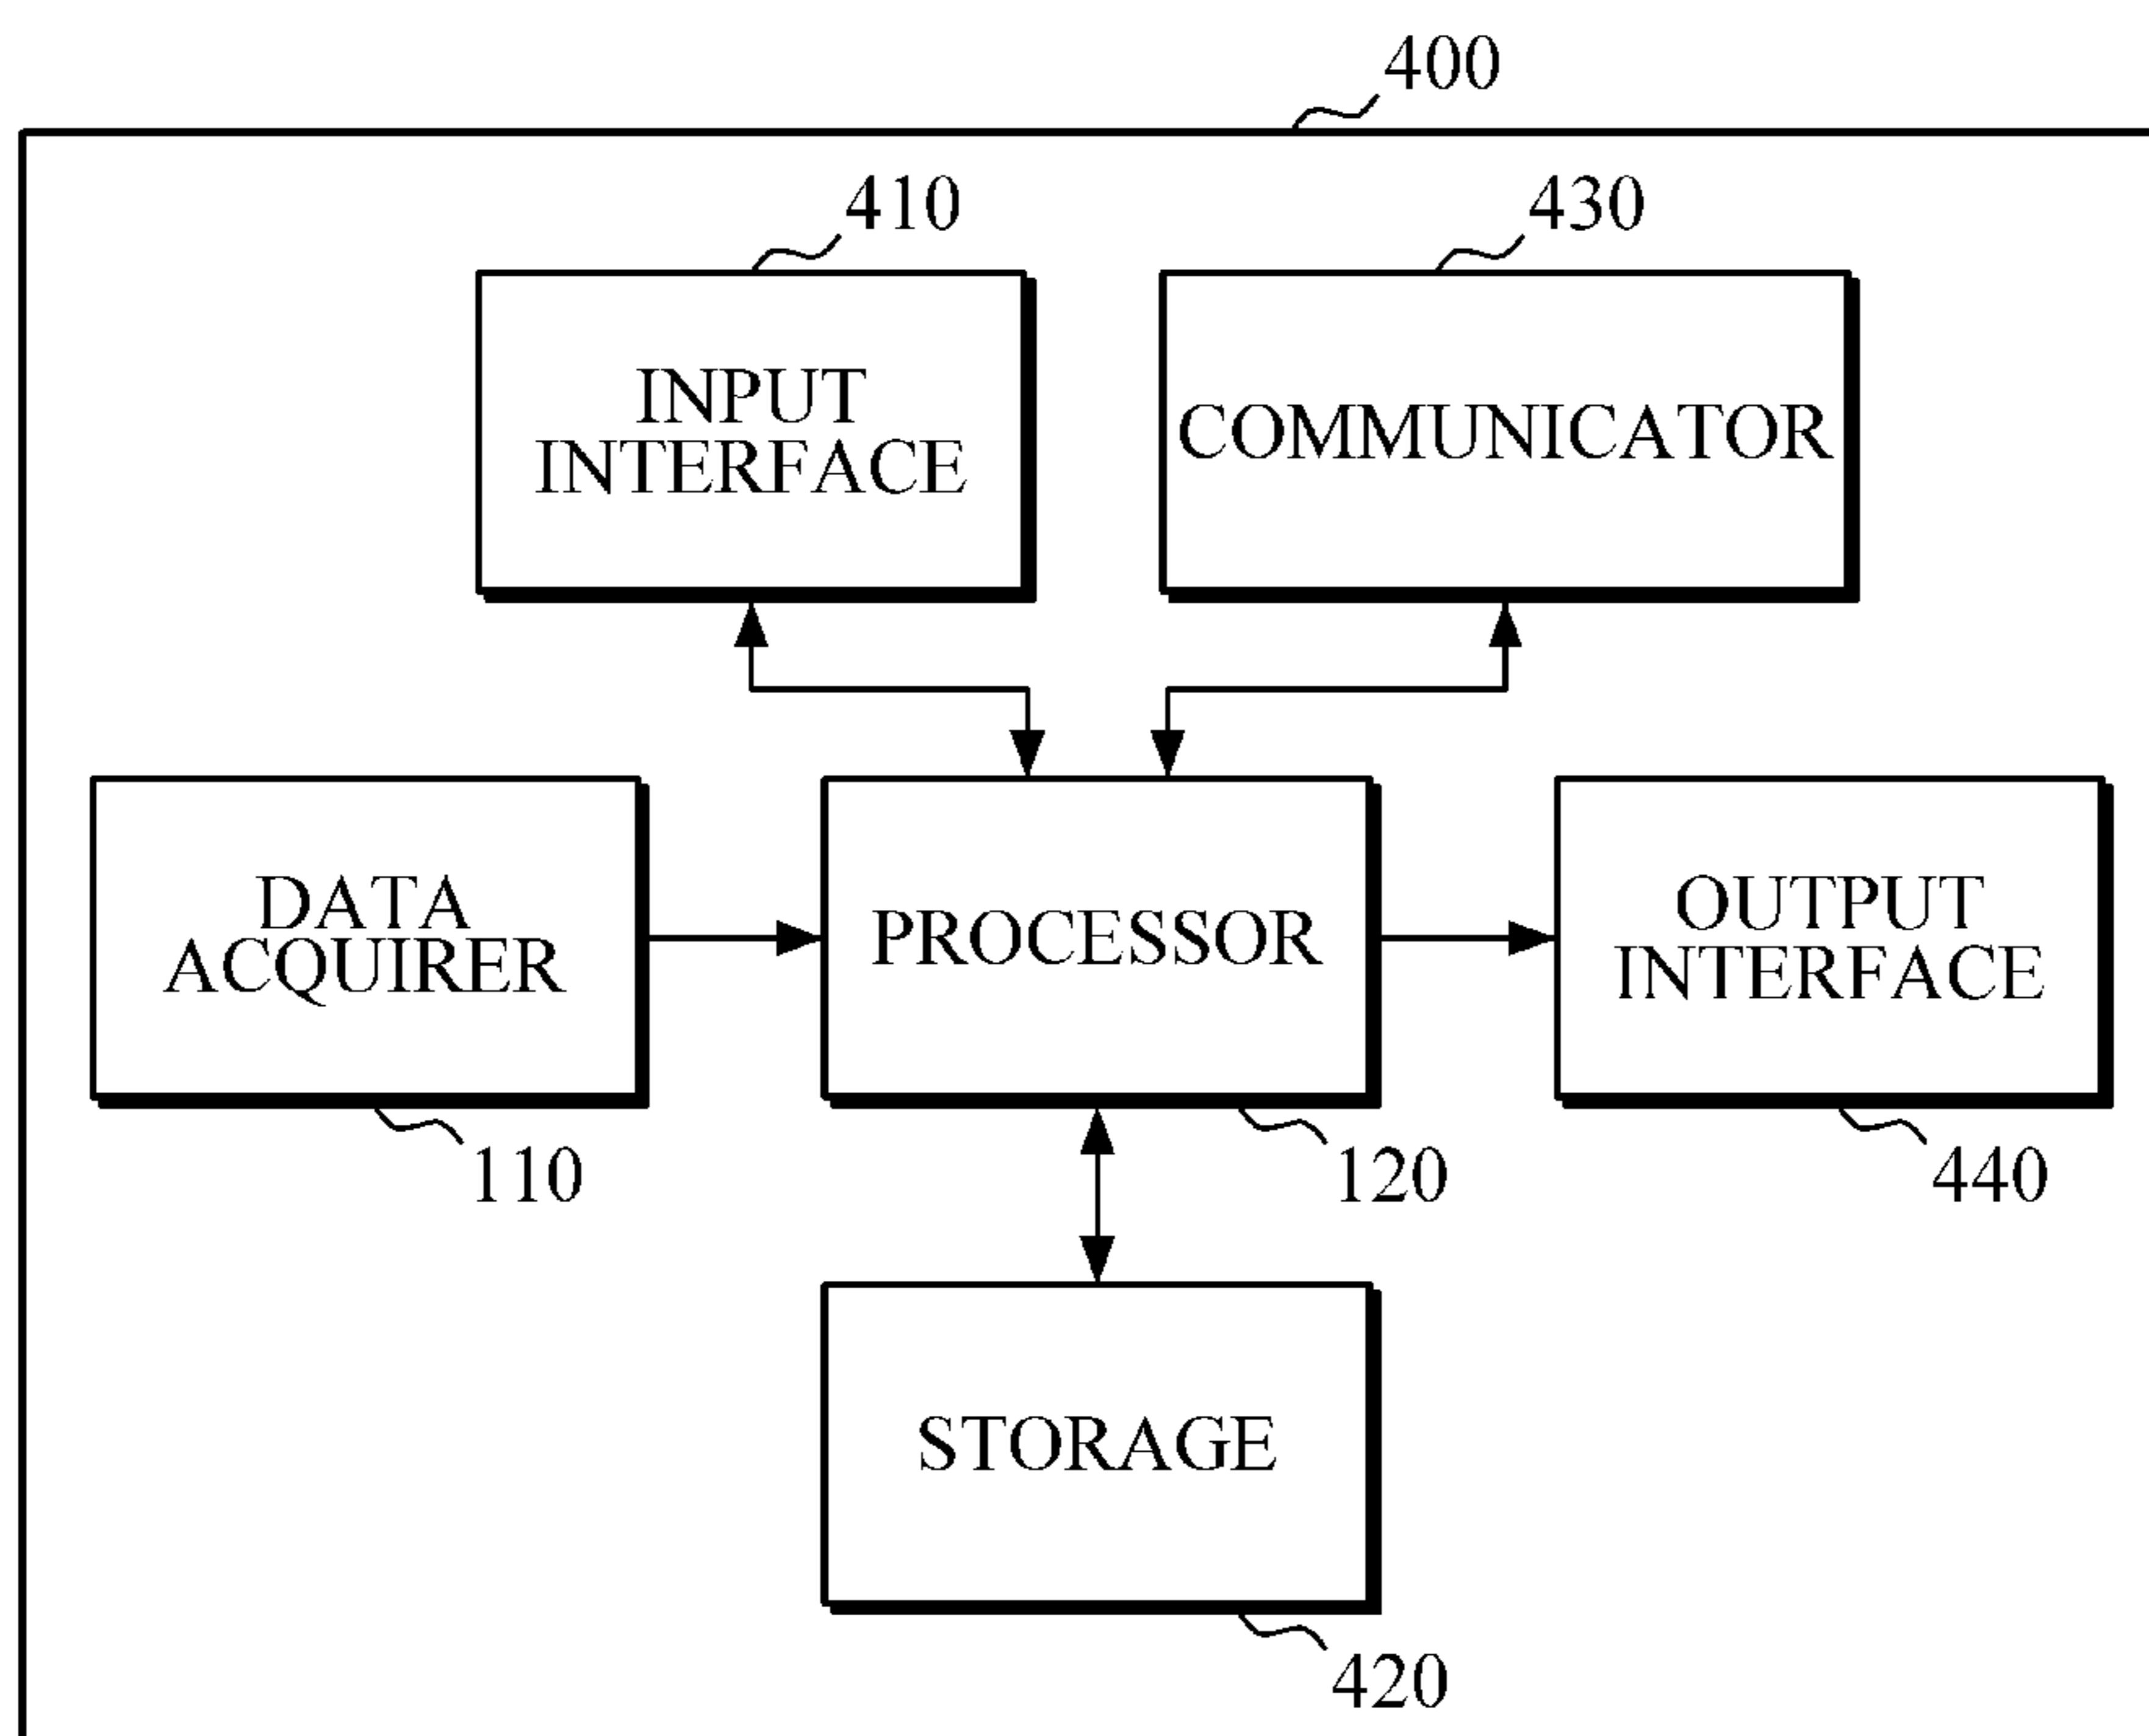 400
410
430
INPUT
INTERFACE
COMMUNICATOR
DATA
ACQUIRER
PROCESSOR
OUTPUT
INTERFACE
110
120
440
STORAGE
420